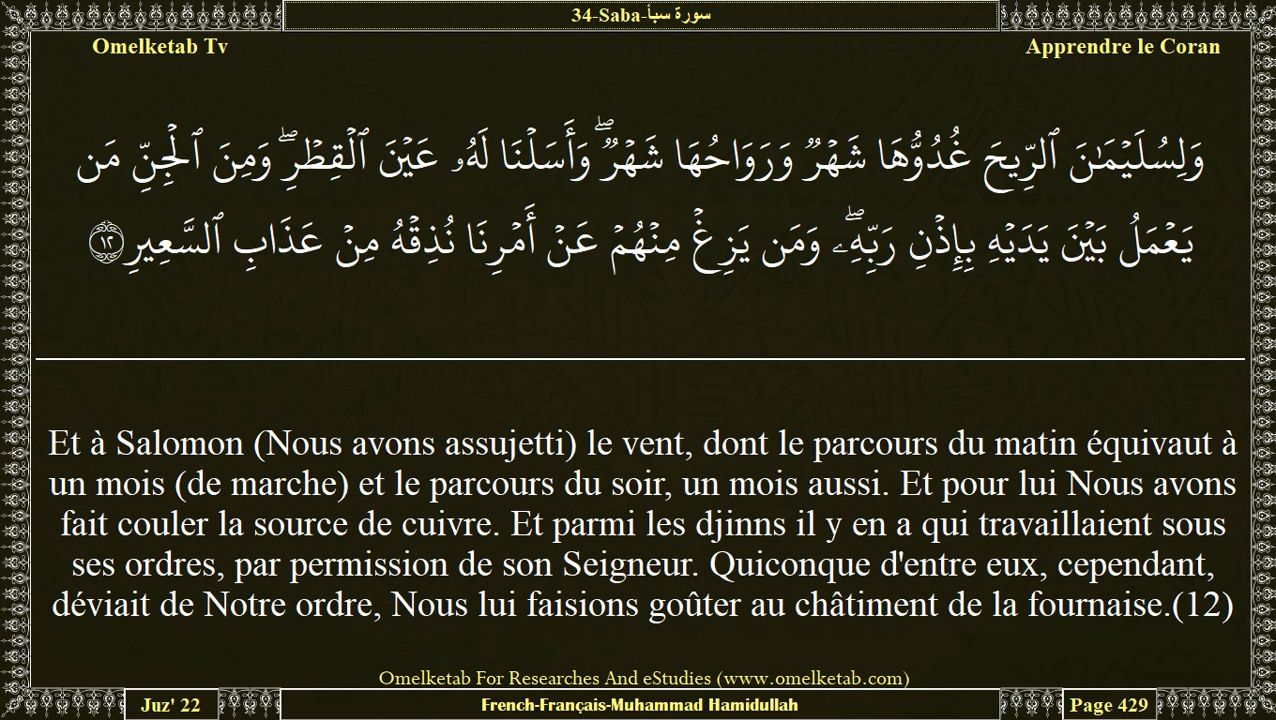 34-Saba-سورة سبأ
Omelketab Tv
Apprendre le Coran
وَلِسُلَيۡمَٰنَ ٱلرِّيحَ غُدُوُّهَا شَهۡرٞ وَرَوَاحُهَا شَهۡرٞۖ وَأَسَلۡنَا لَهُۥ عَيۡنَ ٱلۡقِطۡرِۖ وَمِنَ ٱلۡجِنِّ مَن
يَعۡمَلُ بَيۡنَ يَدَيۡهِ بِإِذۡنِ رَبِّهِۦۖ وَمَن يَزِغۡ مِنۡهُمۡ عَنۡ أَمۡرِنَا نُذِقۡهُ مِنۡ عَذَابِ ٱلسَّعِيرِ ١٢
Et à Salomon (Nous avons assujetti) le vent, dont le parcours du matin équivaut à
un mois (de marche) et le parcours du soir, un mois aussi. Et pour lui Nous avons
fait couler la source de cuivre. Et parmi les djinns il y en a qui travaillaient sous
ses ordres, par permission de son Seigneur. Quiconque d'entre eux, cependant,
déviait de Notre ordre, Nous lui faisions goûter au châtiment de la fournaise.(12)
Omelketab For Researches And eStudies (www.omelketab.com)
Juz' 22
French-Français-Muhammad Hamidullah
Page 429